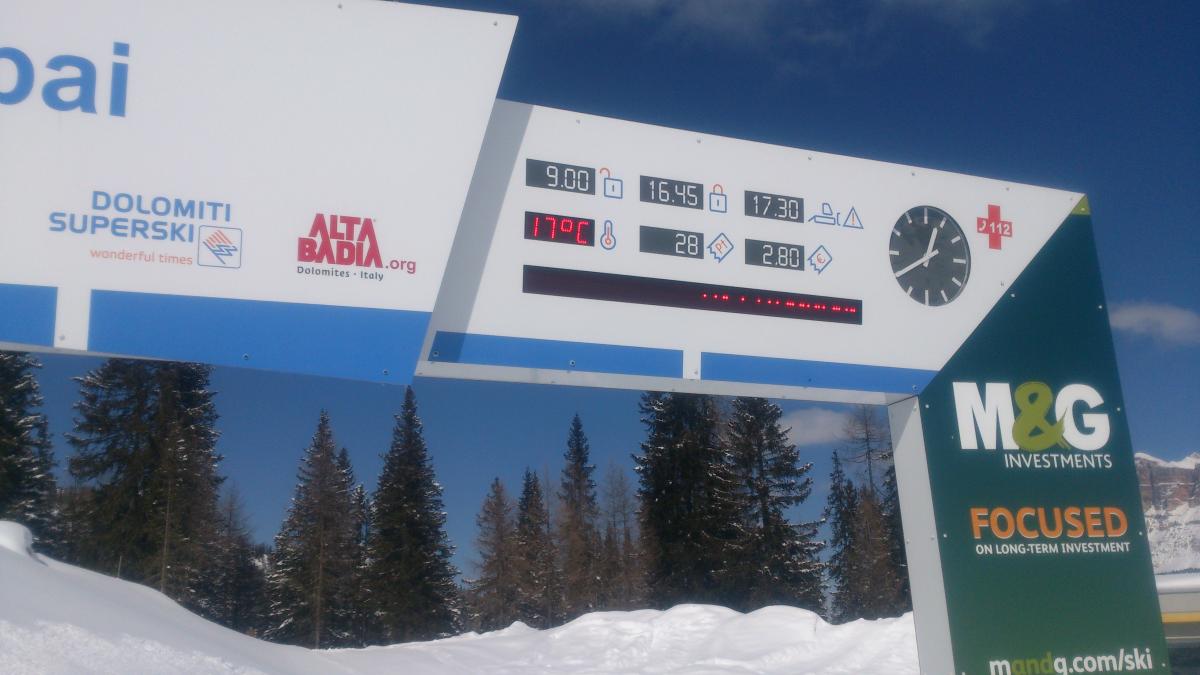 pai
DOLOMITI
SUPERSKI
wonderful times
ALTA
BADIA.org
Dolomites · Italy
9.00
16.45
17.30
17°C
28
Pt
2.80
€
112
M&G
INVESTMENTS
FOCUSED
ON LONG-TERM INVESTMENT
mandg.com/ski